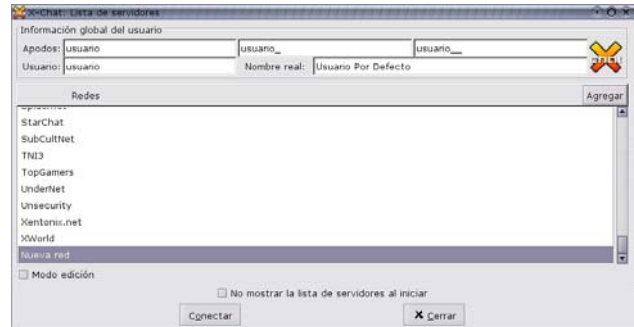 X-Chat: Lista de servidores
Información global del usuario
Apodos: usuario usuario_ usuario__
Usuario: usuario Nombre real: Usuario Por Defecto
Redes Agregar
StarChat
SubCultNet
TNI3
TopGamers
UnderNet
Unsecurity
Xentonix.net
XWorld
Nueva red
Modo edición
No mostrar la lista de servidores al iniciar
Conectar Cerrar